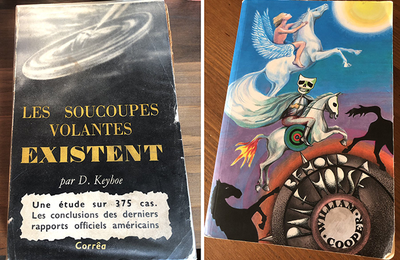 LES SOUCOUPES
VOLANTES
EXISTENT
par D. Keyhoe
Une étude sur 375 cas.
Les conclusions des derniers
rapports officiels américains
Corrêa
WILLIAM
COOPER